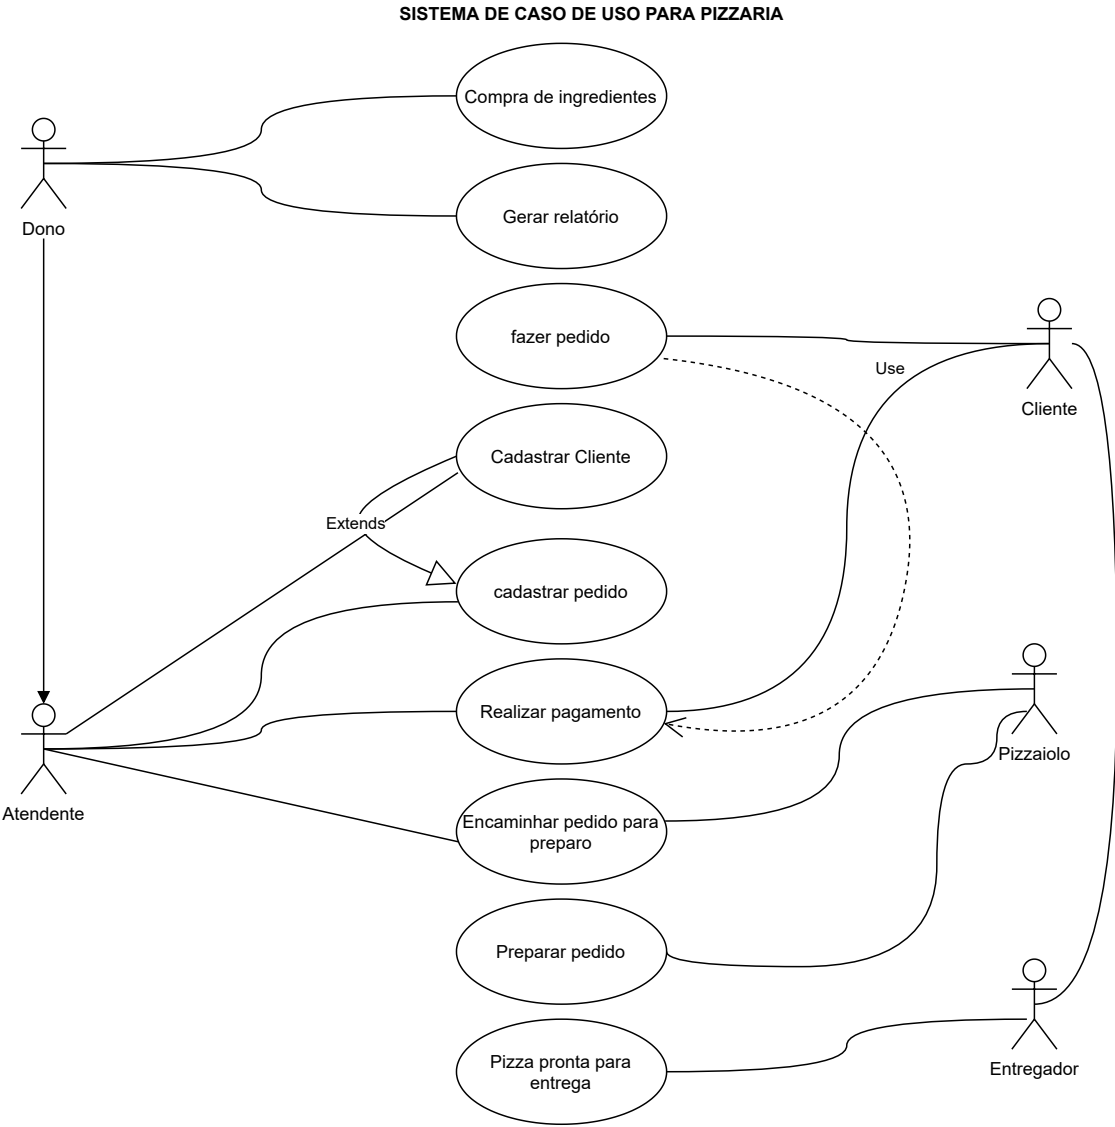 SISTEMA DE CASO DE USO PARA PIZZARIA
Compra de ingredientes
Dono
Gerar relatório
fazer pedido
Use
Cliente
Cadastrar Cliente
Extends
cadastrar pedido
Realizar pagamento
Pizzaiolo
Atendente
Encaminhar pedido para
preparo
Preparar pedido
Pizza pronta para
entrega
Entregador